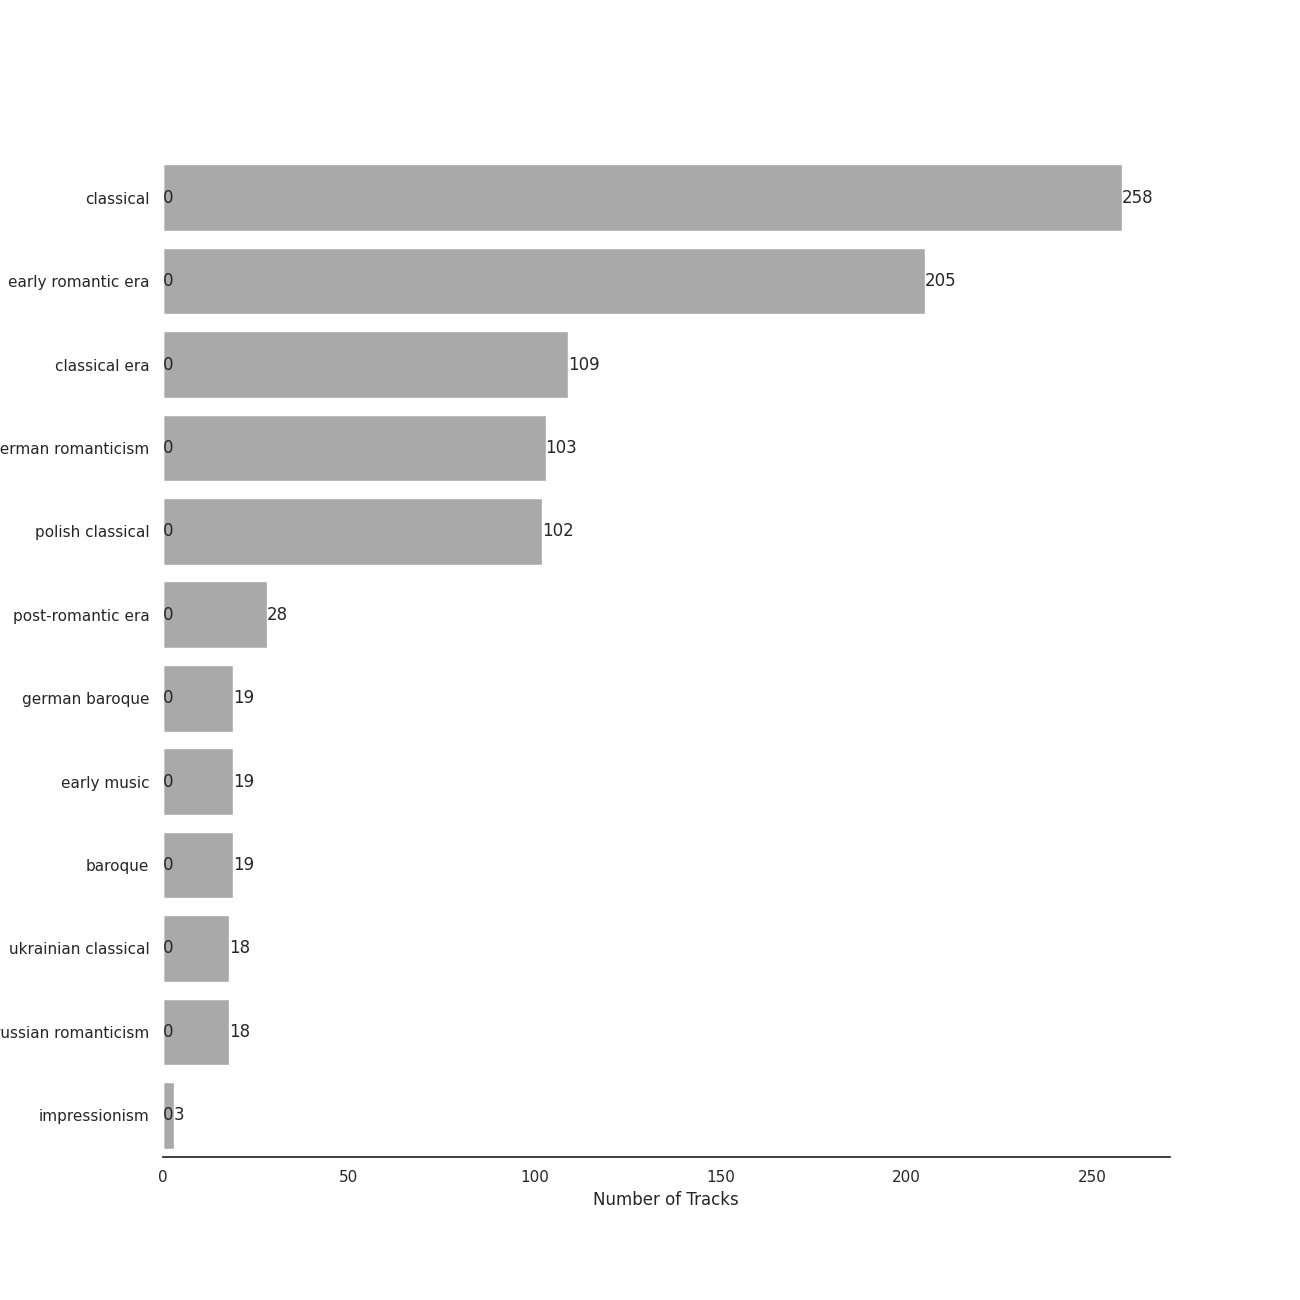 classical 0 258
early romantic era 0 205
classical era 0 109
erman romanticism 0 103
polish classical 0 102
post-romantic era 0 28
german baroque 0 19
early music 0 19
baroque 0 19
ukrainian classical 0 18
ussian romanticism 0 18
impressionism 0 3
0 50 100 150 200 250
Number of Tracks